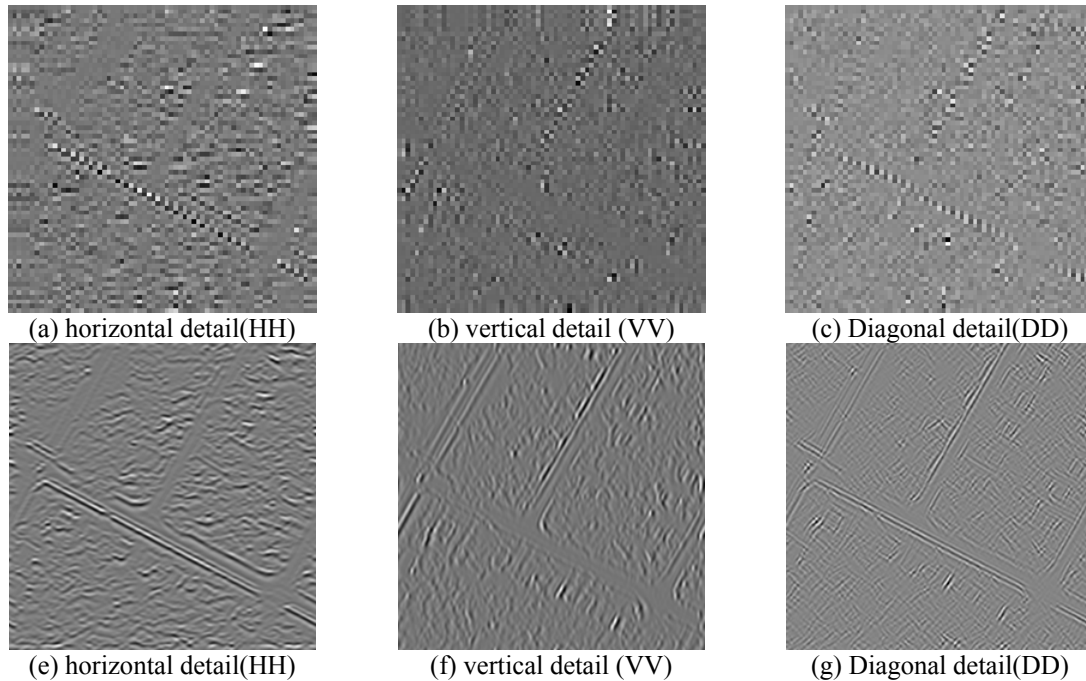 (a) horizontal detail(HH)
(b) vertical detail (VV)
(c) Diagonal detail(DD)
(e) horizontal detail(HH)
(f) vertical detail (VV)
(g) Diagonal detail(DD)